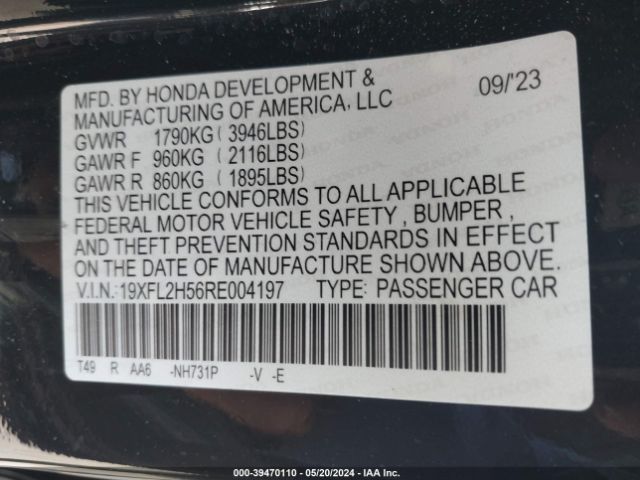 MFD. BY HONDA DEVELOPMENT &
MANUFACTURING OF AMERICA, LLC 09/'23
GVWR 1790KG ( 3946LBS)
GAWR F 960KG ( 2116LBS)
GAWR R 860KG ( 1895LBS)
THIS VEHICLE CONFORMS TO ALL APPLICABLE
FEDERAL MOTOR VEHICLE SAFETY , BUMPER ,
AND THEFT PREVENTION STANDARDS IN EFFECT
ON THE DATE OF MANUFACTURE SHOWN ABOVE.
V.I.N.:19XFL2H56RE004197 TYPE: PASSENGER CAR
T49 R AA6 -NH731P -V -E
000-39470110 - 05/20/2024 - IAA Inc.